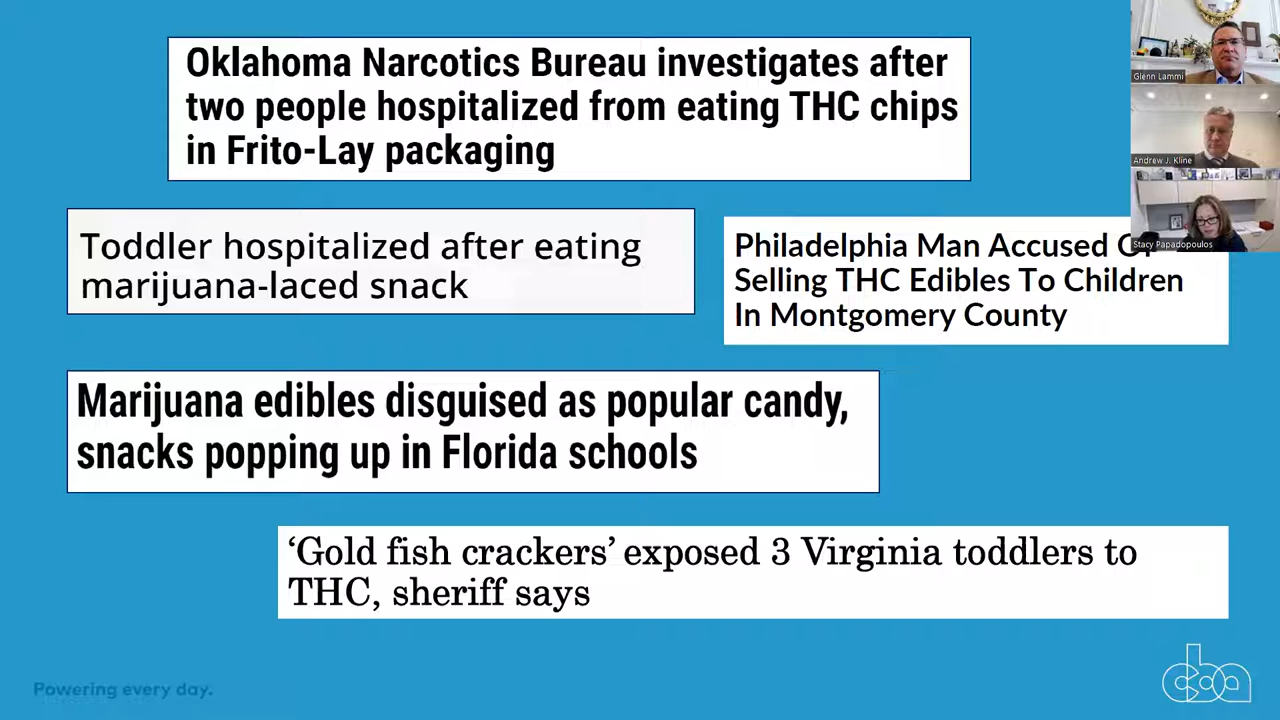 Oklahoma Narcotics Bureau investigates after
two people hospitalized from eating THC chips
in Frito-Lay packaging
Glenn Lammi
Andrew J. Kline
Stacy Papadopoulos
Toddler hospitalized after eating
marijuana-laced snack
Philadelphia Man Accused Of
Selling THC Edibles To Children
In Montgomery County
Marijuana edibles disguised as popular candy,
snacks popping up in Florida schools
‘Gold fish crackers’ exposed 3 Virginia toddlers to
THC, sheriff says
Powering every day.
cba